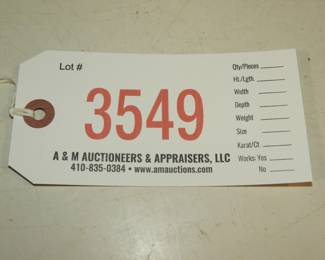 Lot #
3549
A & M AUCTIONEERS & APPRAISERS, LLC
410-835-0384 • www.amauctions.com
Qty/Pieces
Ht./Lgth.
Width
Depth
Weight
Size
Karat/Ct.
Works: Yes
No